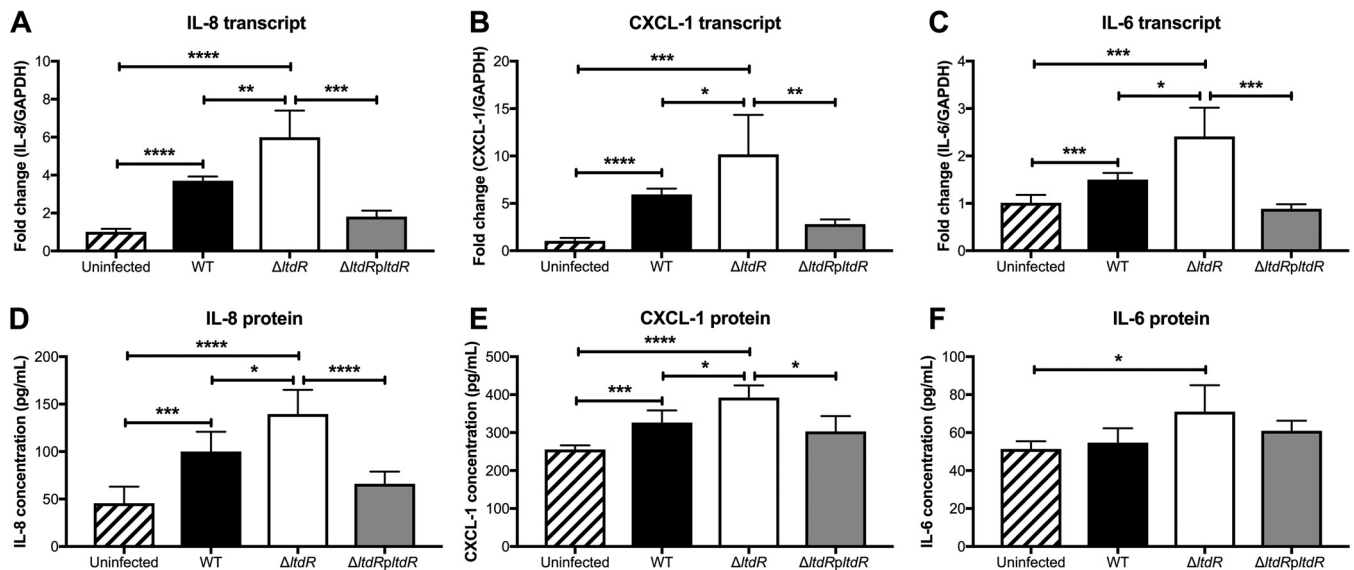 A IL-8 transcript
Fold change (IL-8/GAPDH)
10
8
6
4
2
0
****
** ***
****
Uninfected WT ΔltdR ΔltdRpltdR
B CXCL-1 transcript
Fold change (CXCL-1/GAPDH)
20
15
10
5
0
***
* **
****
Uninfected WT ΔltdR ΔltdRpltdR
C IL-6 transcript
Fold change (IL-6/GAPDH)
4
3
2
1
0
***
* ***
***
Uninfected WT ΔltdR ΔltdRpltdR
D IL-8 protein
IL-8 concentration (pg/mL)
200
150
100
50
0
****
* ****
***
Uninfected WT ΔltdR ΔltdRpltdR
E CXCL-1 protein
CXCL-1 concentration (pg/mL)
500
400
300
200
100
0
****
* *
***
Uninfected WT ΔltdR ΔltdRpltdR
F IL-6 protein
IL-6 concentration (pg/mL)
100
80
60
40
20
0
*
Uninfected WT ΔltdR ΔltdRpltdR